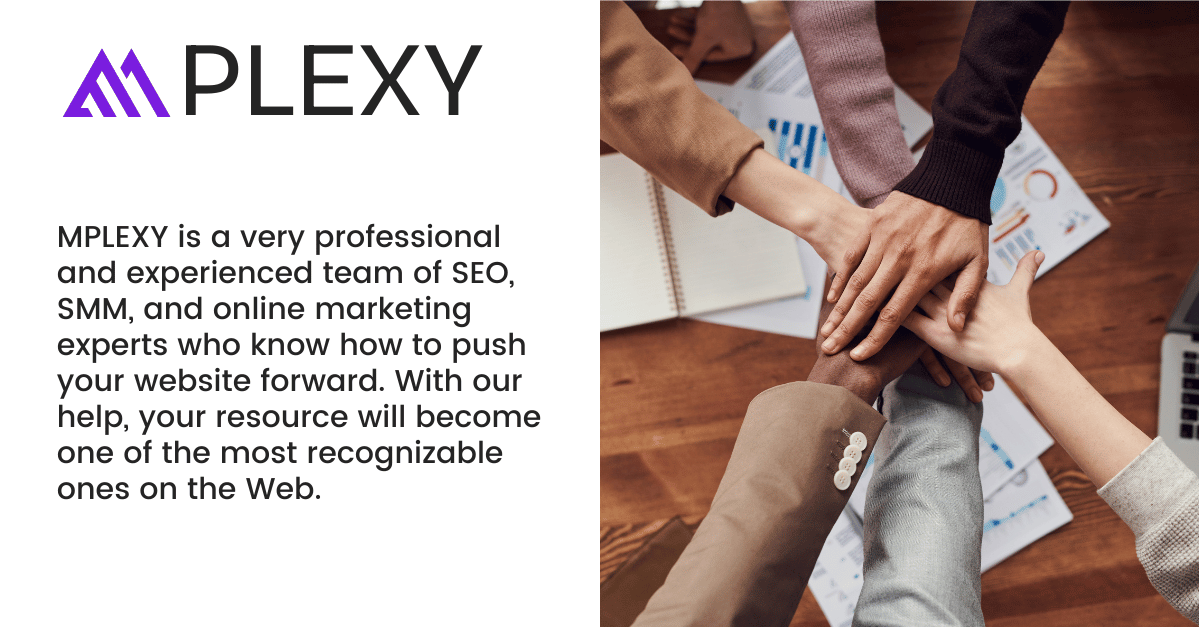 MPLEXY
MPLEXY is a very professional
and experienced team of SEO,
SMM, and online marketing
experts who know how to push
your website forward. With our
help, your resource will become
one of the most recognizable
ones on the Web.